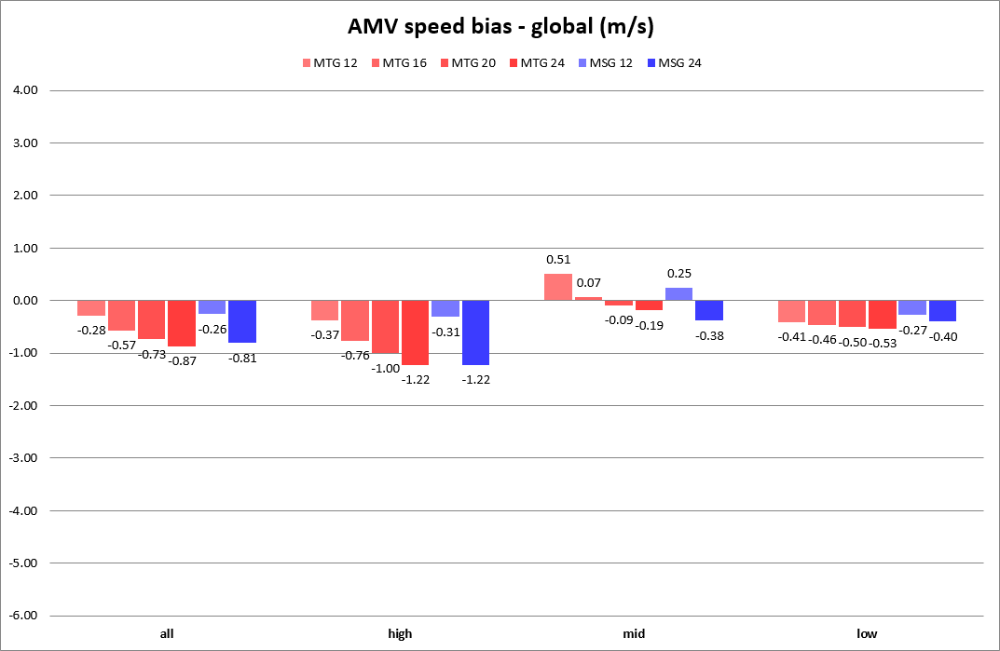 AMV speed bias - global (m/s)
MTG 12 MTG 16 MTG 20 MTG 24 MSG 12 MSG 24
4.00
3.00
2.00
1.00
0.00
-1.00
-2.00
-3.00
-4.00
-5.00
-6.00
-0.28 -0.57 -0.73 -0.87 -0.26 -0.81
-0.37 -0.76 -1.00 -1.22 -0.31 -1.22
0.51 0.07 -0.09 -0.19 0.25 -0.38
-0.41 -0.46 -0.50 -0.53 -0.27 -0.40
all high mid low